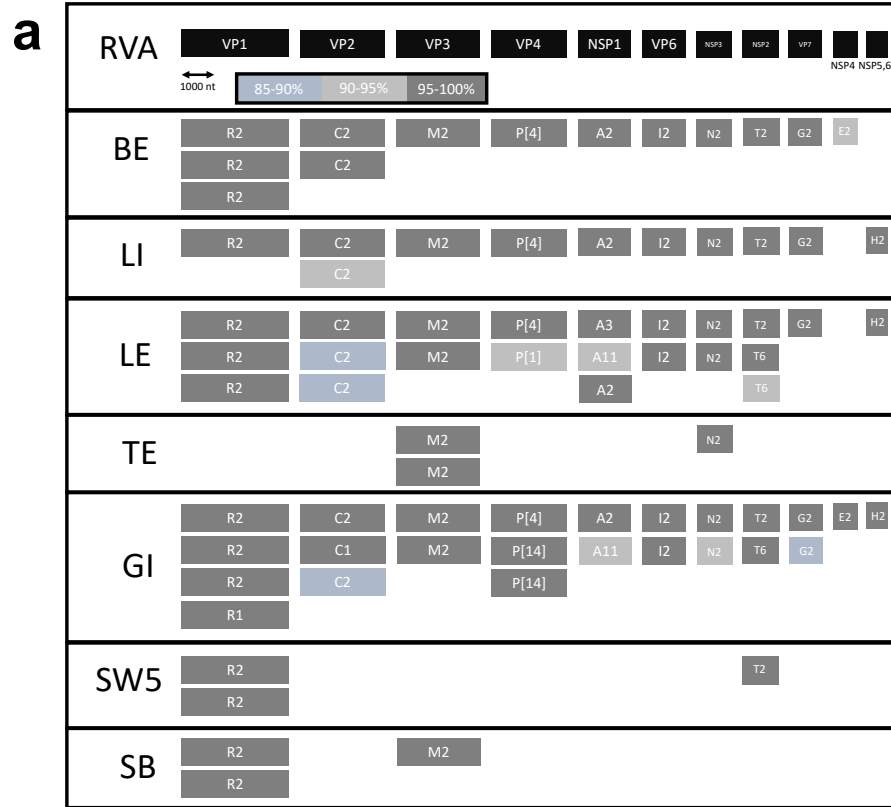 a
RVA VP1 VP2 VP3 VP4 NSP1 VP6 NSP3 NSP2 VP7
NSP4 NSP5,6
1000 nt 85-90% 90-95% 95-100%
BE R2 C2 M2 P[4] A2 I2 N2 T2 G2 E2
R2 C2
R2
LI R2 C2 M2 P[4] A2 I2 N2 T2 G2 H2
C2
LE R2 C2 M2 P[4] A3 I2 N2 T2 G2 H2
R2 C2 M2 P[1] A11 I2 N2 T6
R2 C2 A2 T6
TE M2 N2
M2
GI R2 C2 M2 P[4] A2 I2 N2 T2 G2 E2 H2
R2 C1 M2 P[14] A11 I2 N2 T6 G2
R2 C2 P[14]
R1
SW5 R2 T2
R2
SB R2 M2
R2